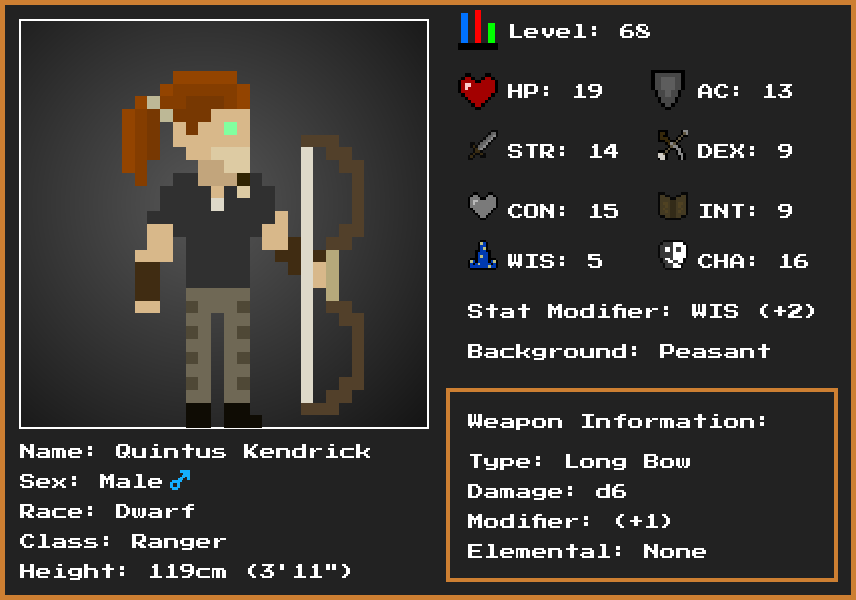 Level: 68
HP: 19
AC: 13
STR: 14
DEX: 9
CON: 15
INT: 9
WIS: 5
CHA: 16
Stat Modifier: WIS (+2)
Background: Peasant
Weapon Information:
Type: Long Bow
Damage: d6
Modifier: (+1)
Elemental: None
Name: Quintus Kendrick
Sex: Male♂
Race: Dwarf
Class: Ranger
Height: 119cm (3'11")